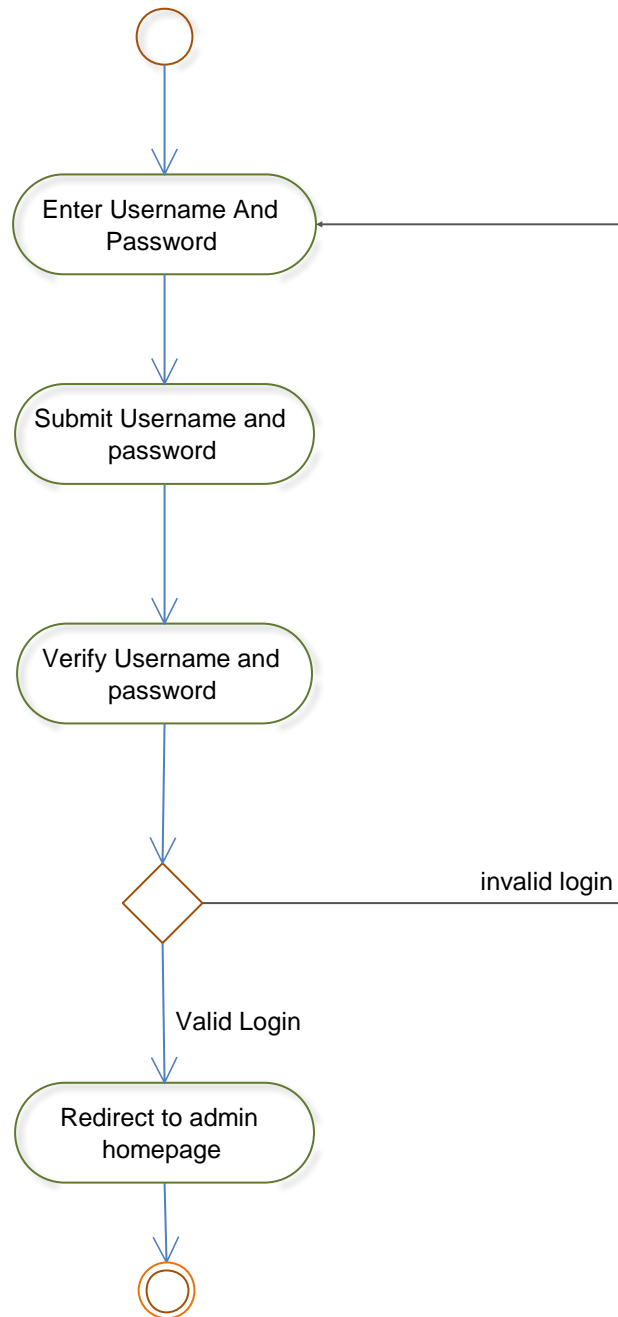 Enter Username And
Password
Submit Username and
password
Verify Username and
password
invalid login
Valid Login
Redirect to admin
homepage